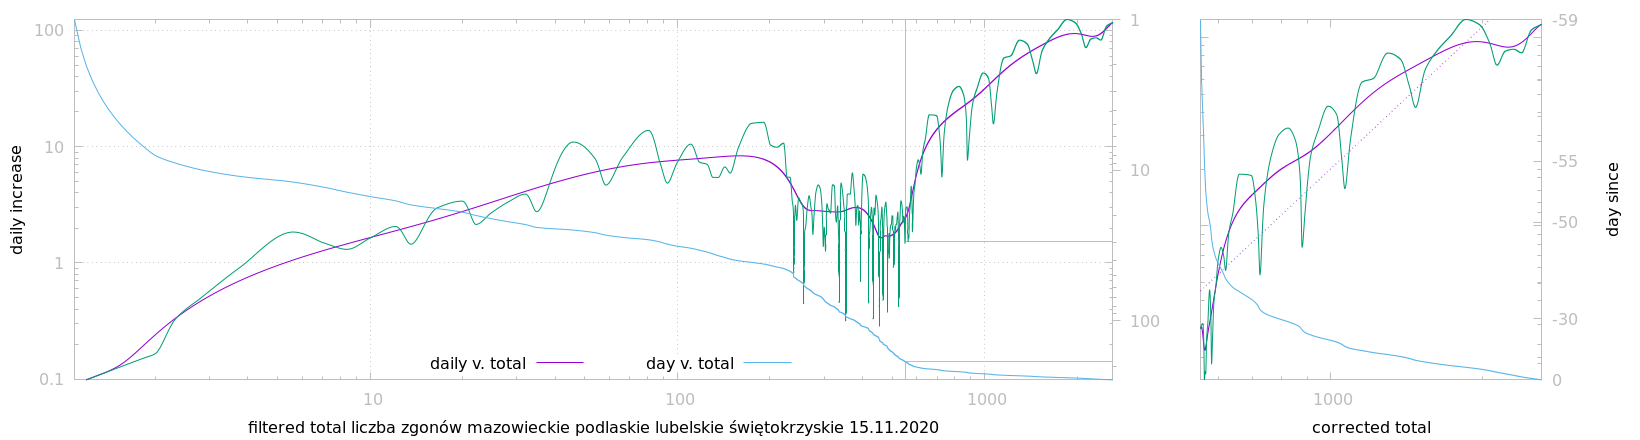 100
10
1
0.1
daily increase
1
10
100
daily v. total
day v. total
10
100
1000
filtered total liczba zgonów mazowieckie podlaskie lubelskie świętokrzyskie 15.11.2020
-59
-55
-50
-30
0
day since
1000
corrected total